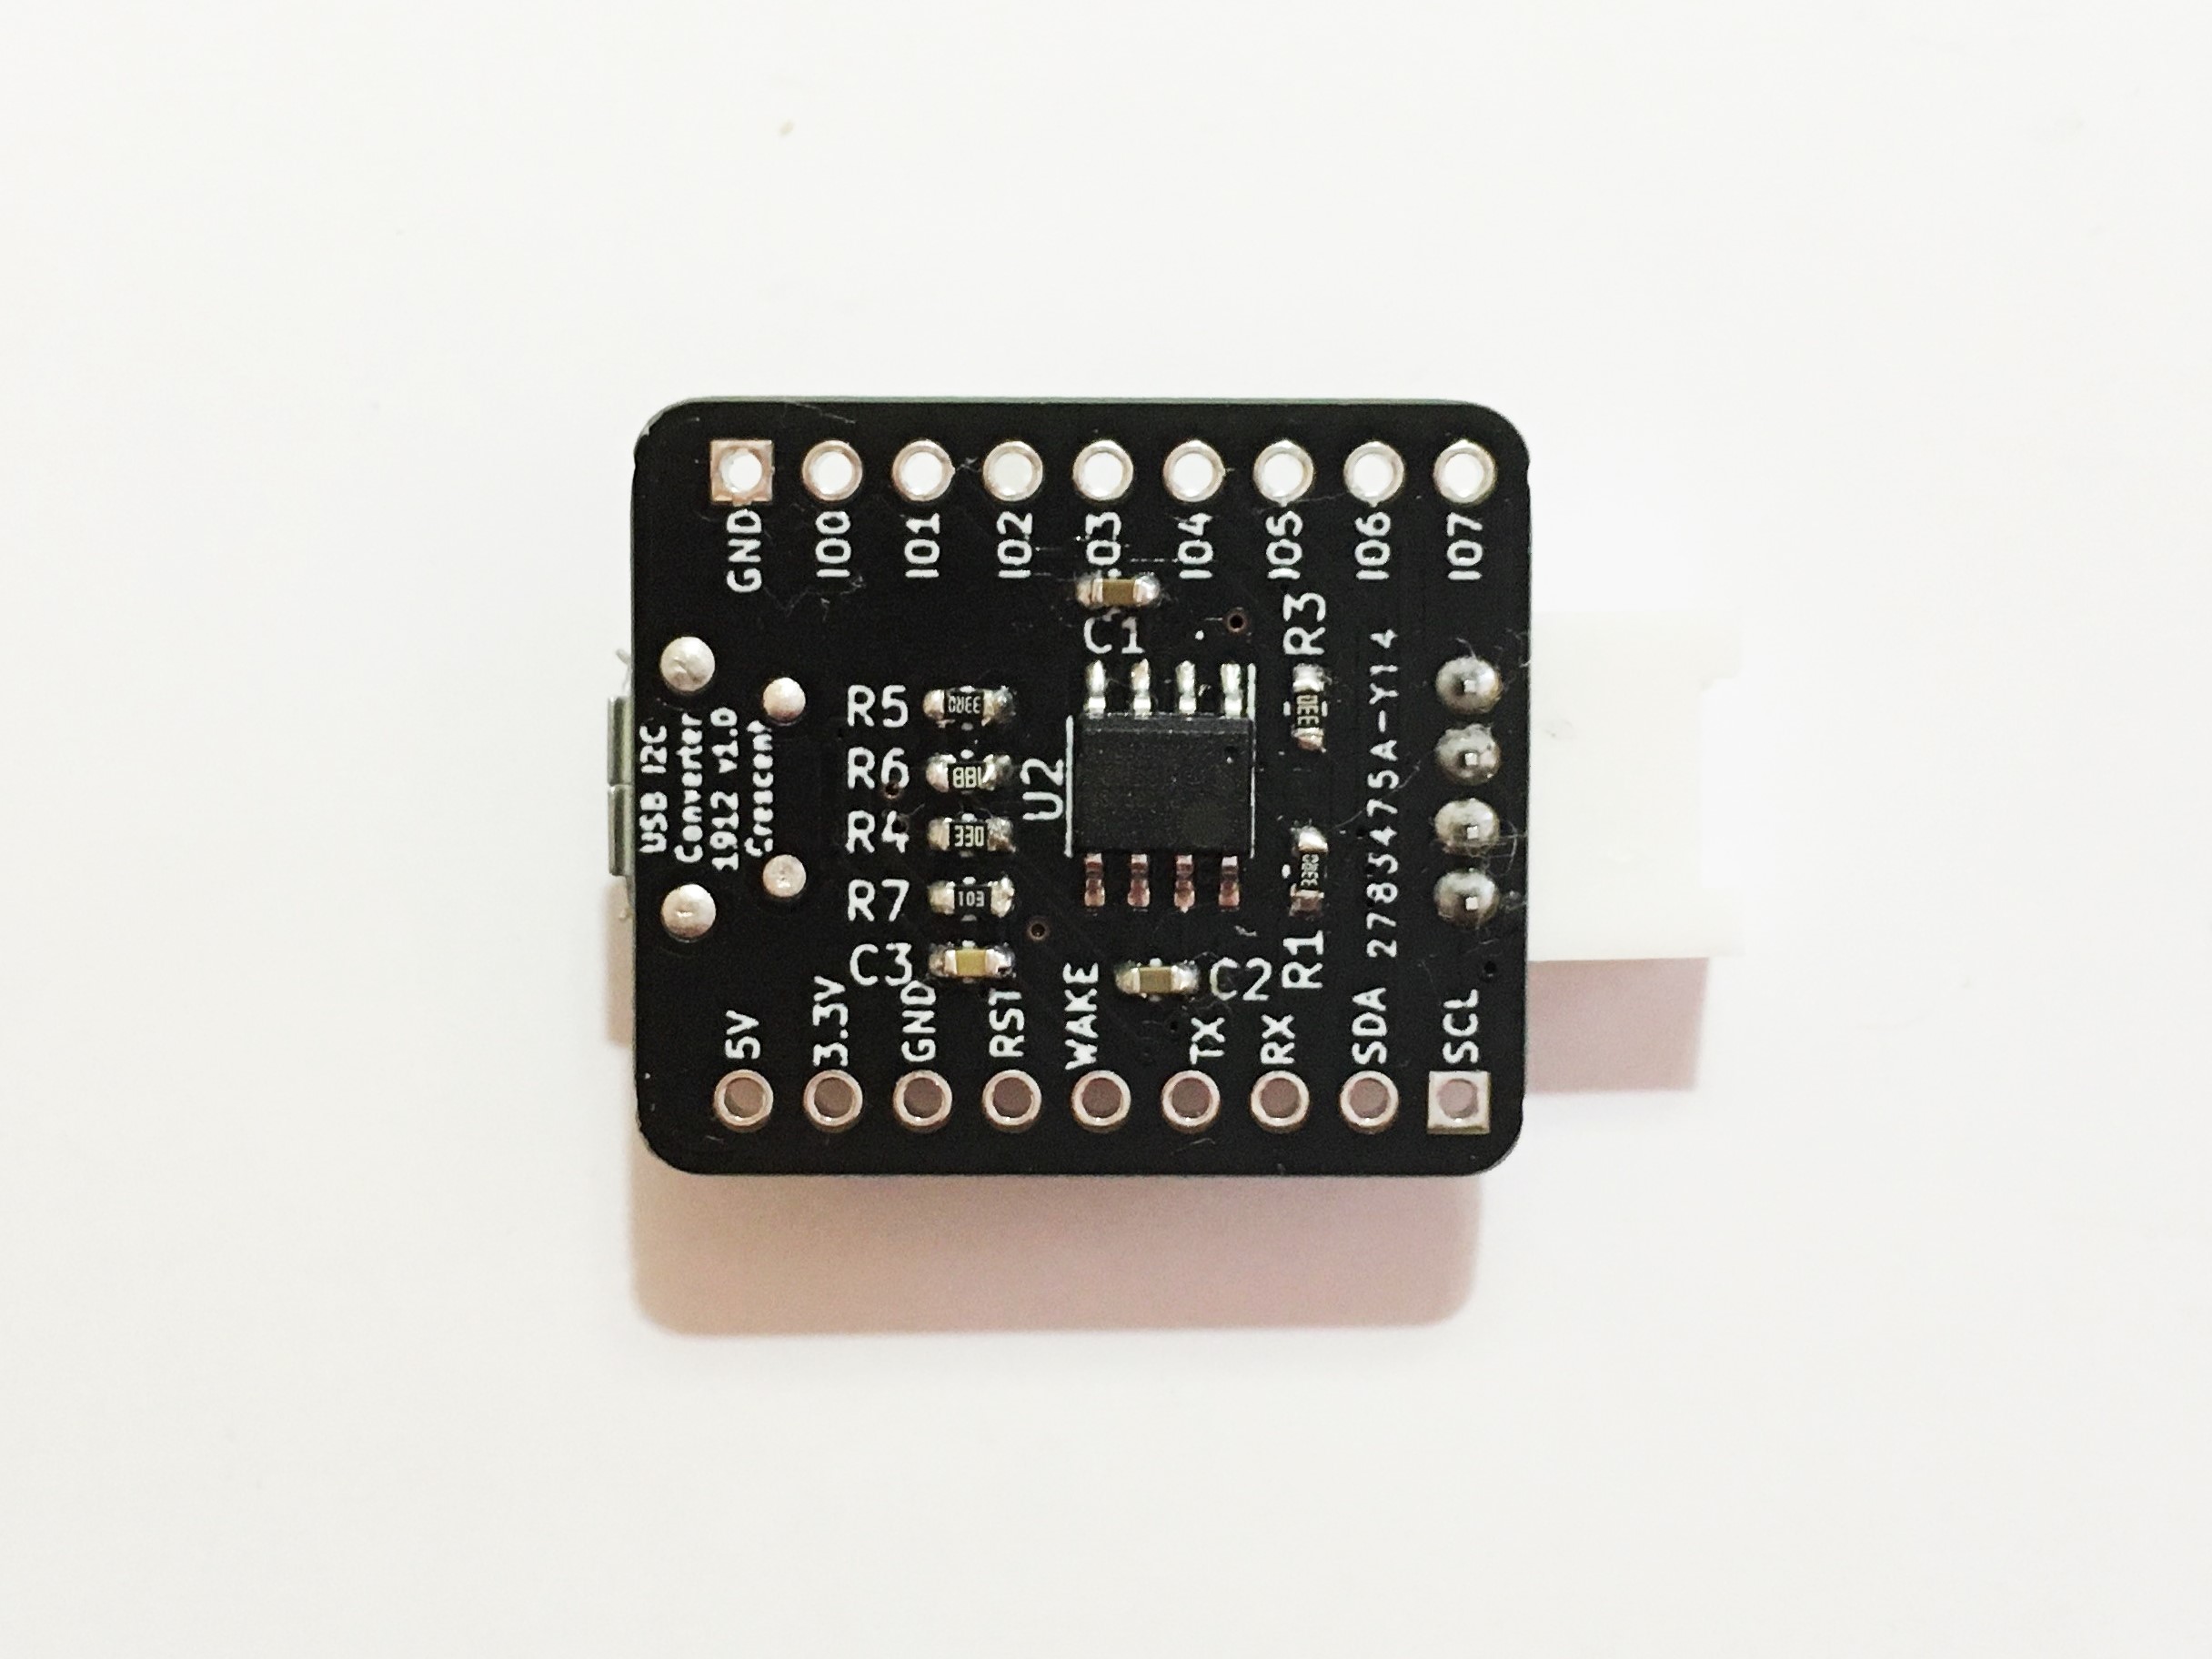 GND IO0 IO1 IO2 IO3 IO4 IO5 IO6 IO7
C1
R3
R5
R6
R4
R7
C3
33R0
330
103
U2
USB I2C
Converter
1912 v1.0
Crescent
R1
33R0
C2
2783475A-Y14
5V 3.3V GND RST WAKE TX RX SDA SCL